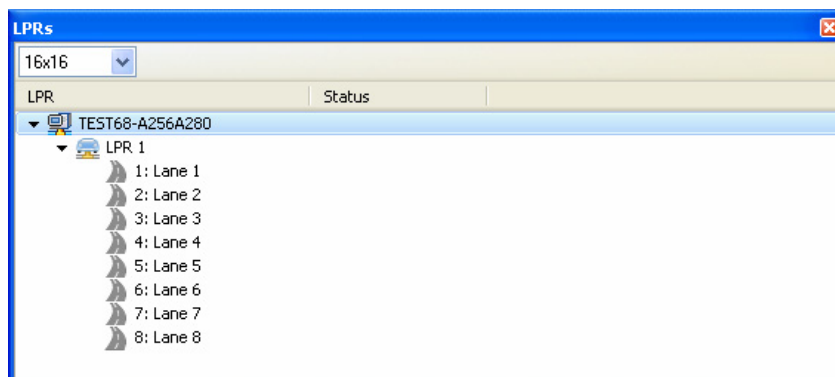 LPRs
16x16
LPR Status
TEST68-A256A280
LPR 1
1: Lane 1
2: Lane 2
3: Lane 3
4: Lane 4
5: Lane 5
6: Lane 6
7: Lane 7
8: Lane 8